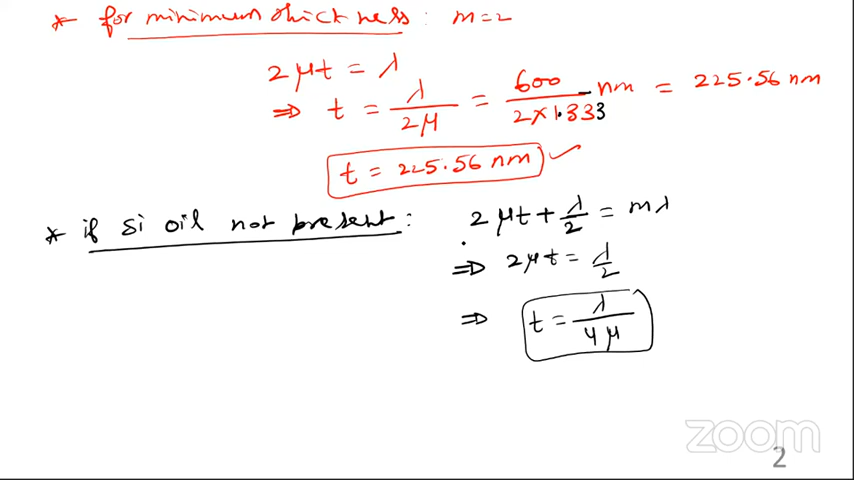 * for minimum thickness: m=2
2μt = λ
⇒ t = λ/2μ = 600/2×1.333 nm = 225.56 nm
t = 225.56 nm ✓
* if Si oil not present: 2μt + λ/2 = mλ
⇒ 2μt = λ/2
⇒ t = λ/4μ
zoom
2